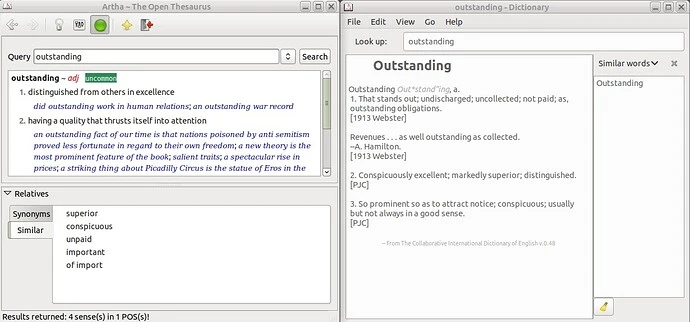 Artha ~ The Open Thesaurus
Query outstanding Search
outstanding ~ adj uncommon
1. distinguished from others in excellence
did outstanding work in human relations; an outstanding war record
2. having a quality that thrusts itself into attention
an outstanding fact of our time is that nations poisoned by anti semitism
proved less fortunate in regard to their own freedom; a new theory is the
most prominent feature of the book; salient traits; a spectacular rise in
prices; a striking thing about Picadilly Circus is the statue of Eros in the
Relatives
Synonyms
Similar
superior
conspicuous
unpaid
important
of import
Results returned: 4 sense(s) in 1 POS(s)!
outstanding - Dictionary
File Edit View Go Help
Look up: outstanding
Outstanding
Outstanding Out*stand"ing, a.
1. That stands out; undischarged; uncollected; not paid; as,
outstanding obligations.
[1913 Webster]
Revenues . . . as well outstanding as collected.
--A. Hamilton.
[1913 Webster]
2. Conspicuously excellent; markedly superior; distinguished.
[PJC]
3. So prominent so as to attract notice; conspicuous; usually
but not always in a good sense.
[PJC]
-- From The Collaborative International Dictionary of English v.0.48
Similar words
Outstanding